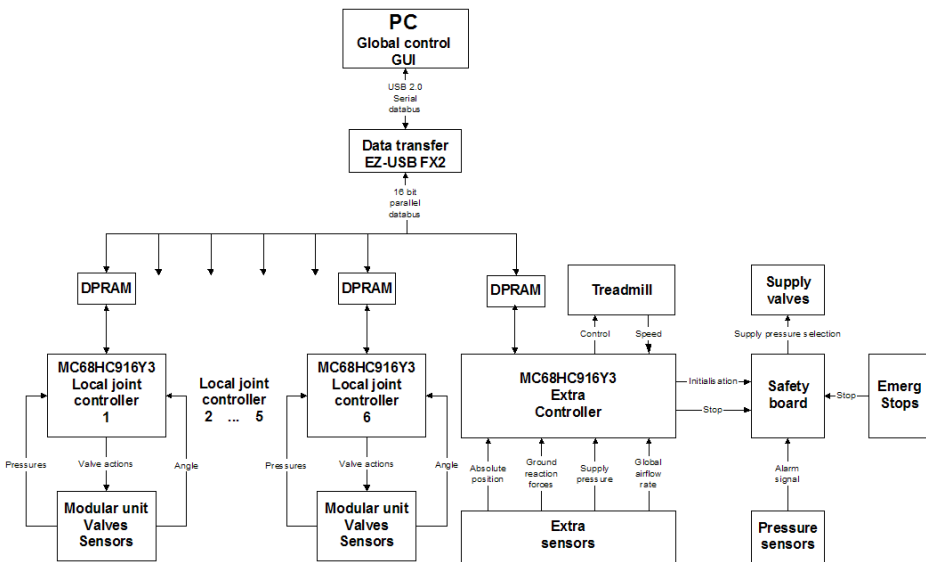 PC
Global control
GUI
USB 2.0
Serial
databus
Data transfer
EZ-USB FX2
16 bit
parallel
databus
DPRAM
DPRAM
DPRAM
Treadmill
Supply
valves
Control
Speed
Supply pressure selection
MC68HC916Y3
Local joint
controller
1
Local joint
controller
2 ... 5
MC68HC916Y3
Local joint
controller
6
MC68HC916Y3
Extra
Controller
Initialisation
Stop
Safety
board
Stop
Emerg
Stops
Pressures
Valve actions
Angle
Pressures
Valve actions
Angle
Absolute
position
Ground
reaction
forces
Supply
pressure
Global
airflow
rate
Alarm
signal
Modular unit
Valves
Sensors
Modular unit
Valves
Sensors
Extra
sensors
Pressure
sensors